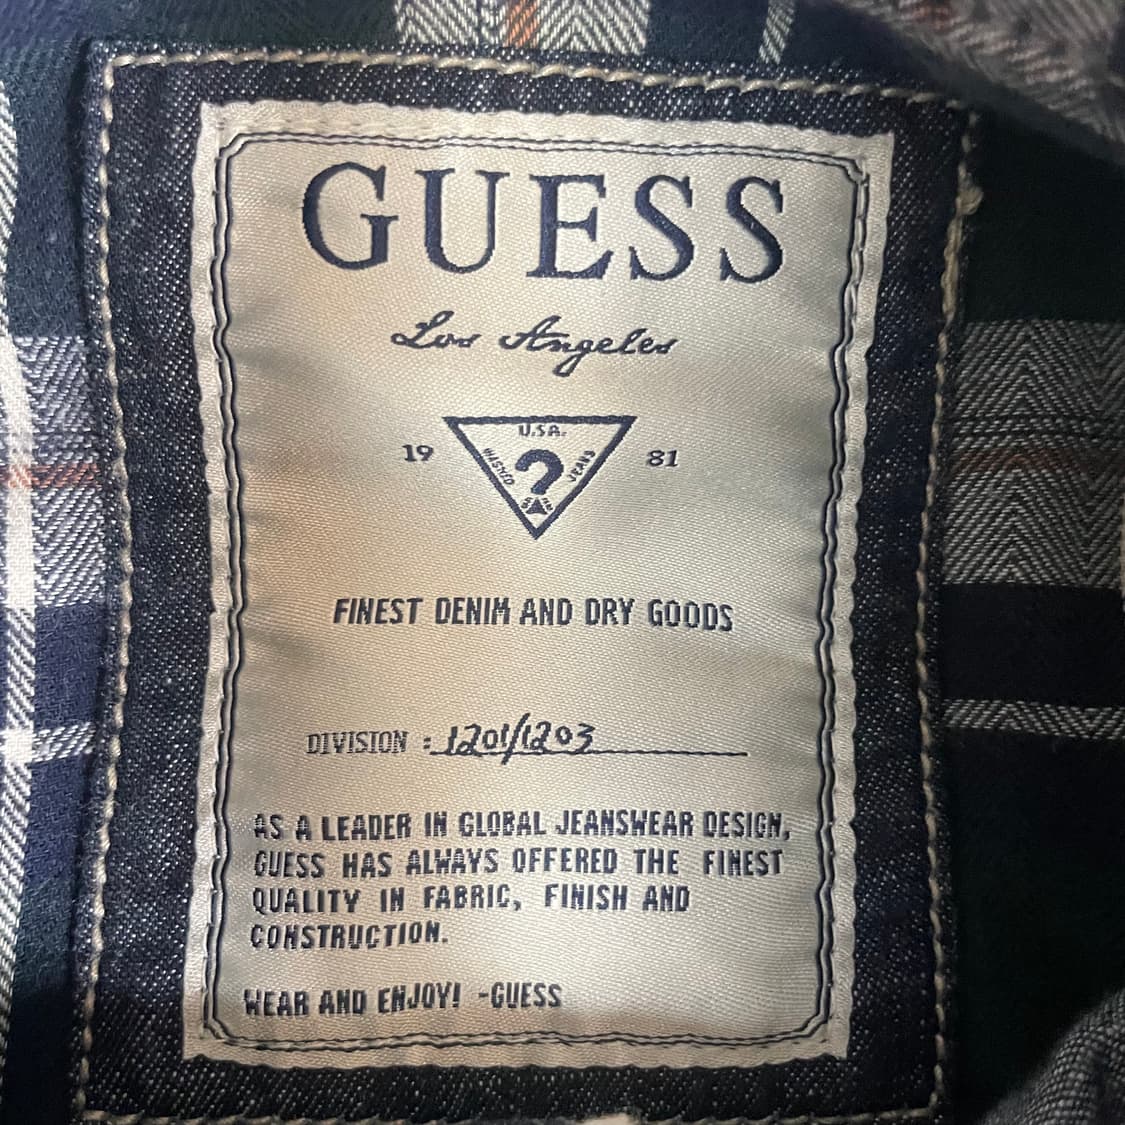 GUESS
Los Angeles
19 81
U.S.A.
WASHED JEANS
?
FINEST DENIM AND DRY GOODS
DIVISION : 1201/1203
AS A LEADER IN GLOBAL JEANSWEAR DESIGN,
GUESS HAS ALWAYS OFFERED THE FINEST
QUALITY IN FABRIC, FINISH AND
CONSTRUCTION.
WEAR AND ENJOY! -GUESS